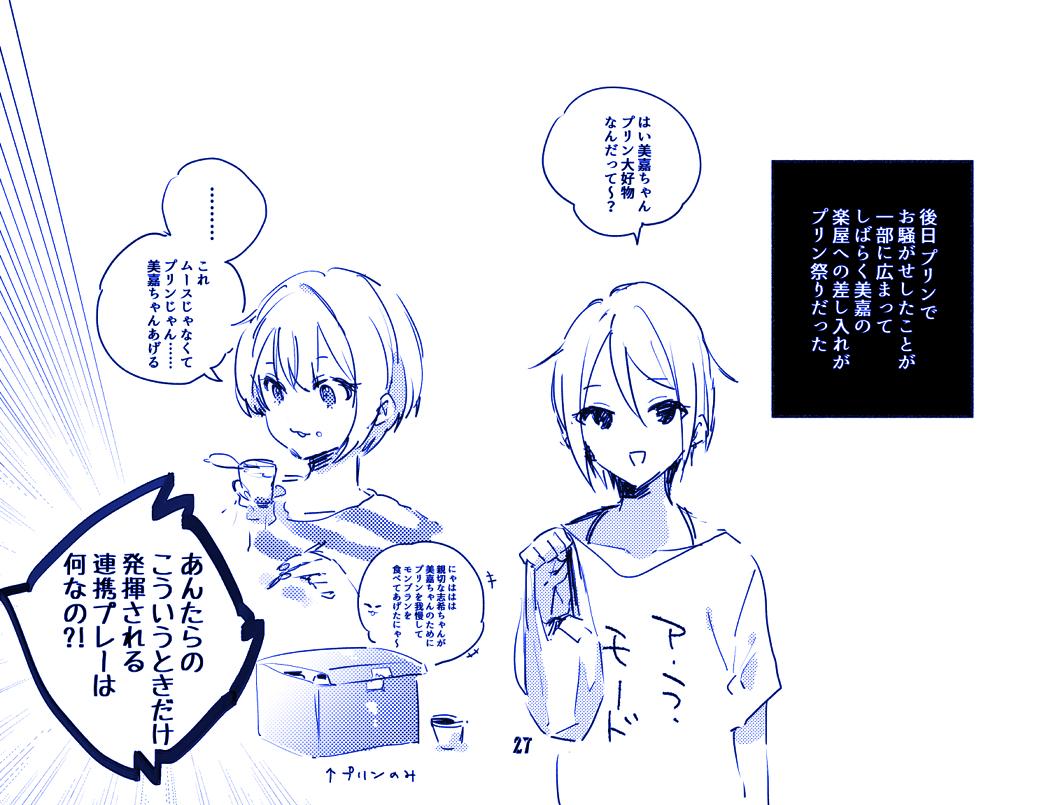 後日プリンで
お騒がせしたことが
一部に広まって
しばらく美嘉の
楽屋への差し入れが
プリン祭りだった
はい美嘉ちゃん
プリン大好物
なんだって〜?
………
これ
ムースじゃなくて
プリンじゃん……
美嘉ちゃんあげる
にゃははは
親切な志希ちゃんが
美嘉ちゃんのために
プリンを我慢して
モンブランを
食べてあげたにゃ〜
あんたらの
こういうときだけ
発揮される
連携プレーは
何なの?!
モード
↑プリンのみ
27